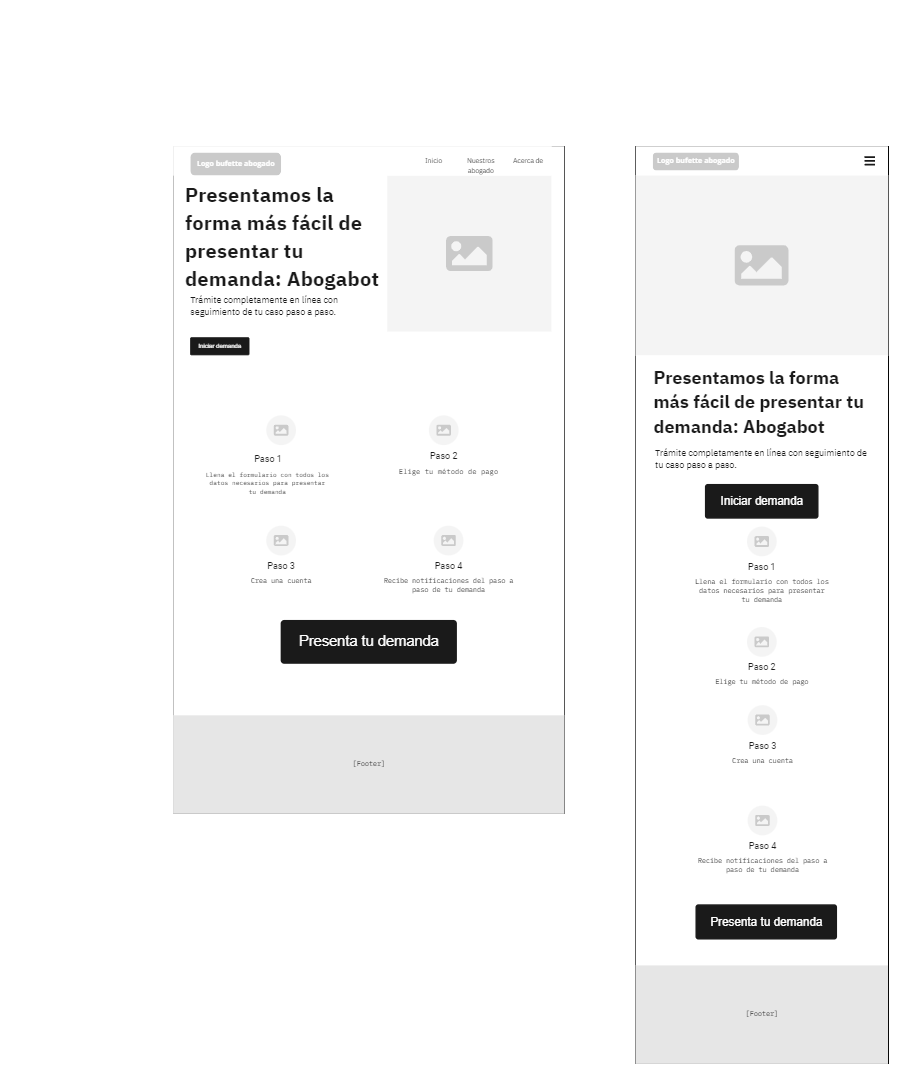 Logo bufette abogado
Inicio
Nuestros
abogado
Acerca de
Presentamos la
forma más fácil de
presentar tu
demanda: Abogabot
Trámite completamente en línea con
seguimiento de tu caso paso a paso.
Iniciar demanda
Paso 1
Llena el formulario con todos los
datos necesarios para presentar
tu demanda
Paso 2
Elige tu método de pago
Paso 3
Crea una cuenta
Paso 4
Recibe notificaciones del paso a
paso de tu demanda
Presenta tu demanda
[Footer]
Logo bufette abogado
Presentamos la forma
más fácil de presentar tu
demanda: Abogabot
Trámite completamente en línea con seguimiento de
tu caso paso a paso.
Iniciar demanda
Paso 1
Llena el formulario con todos los
datos necesarios para presentar
tu demanda
Paso 2
Elige tu método de pago
Paso 3
Crea una cuenta
Paso 4
Recibe notificaciones del paso a
paso de tu demanda
Presenta tu demanda
[Footer]